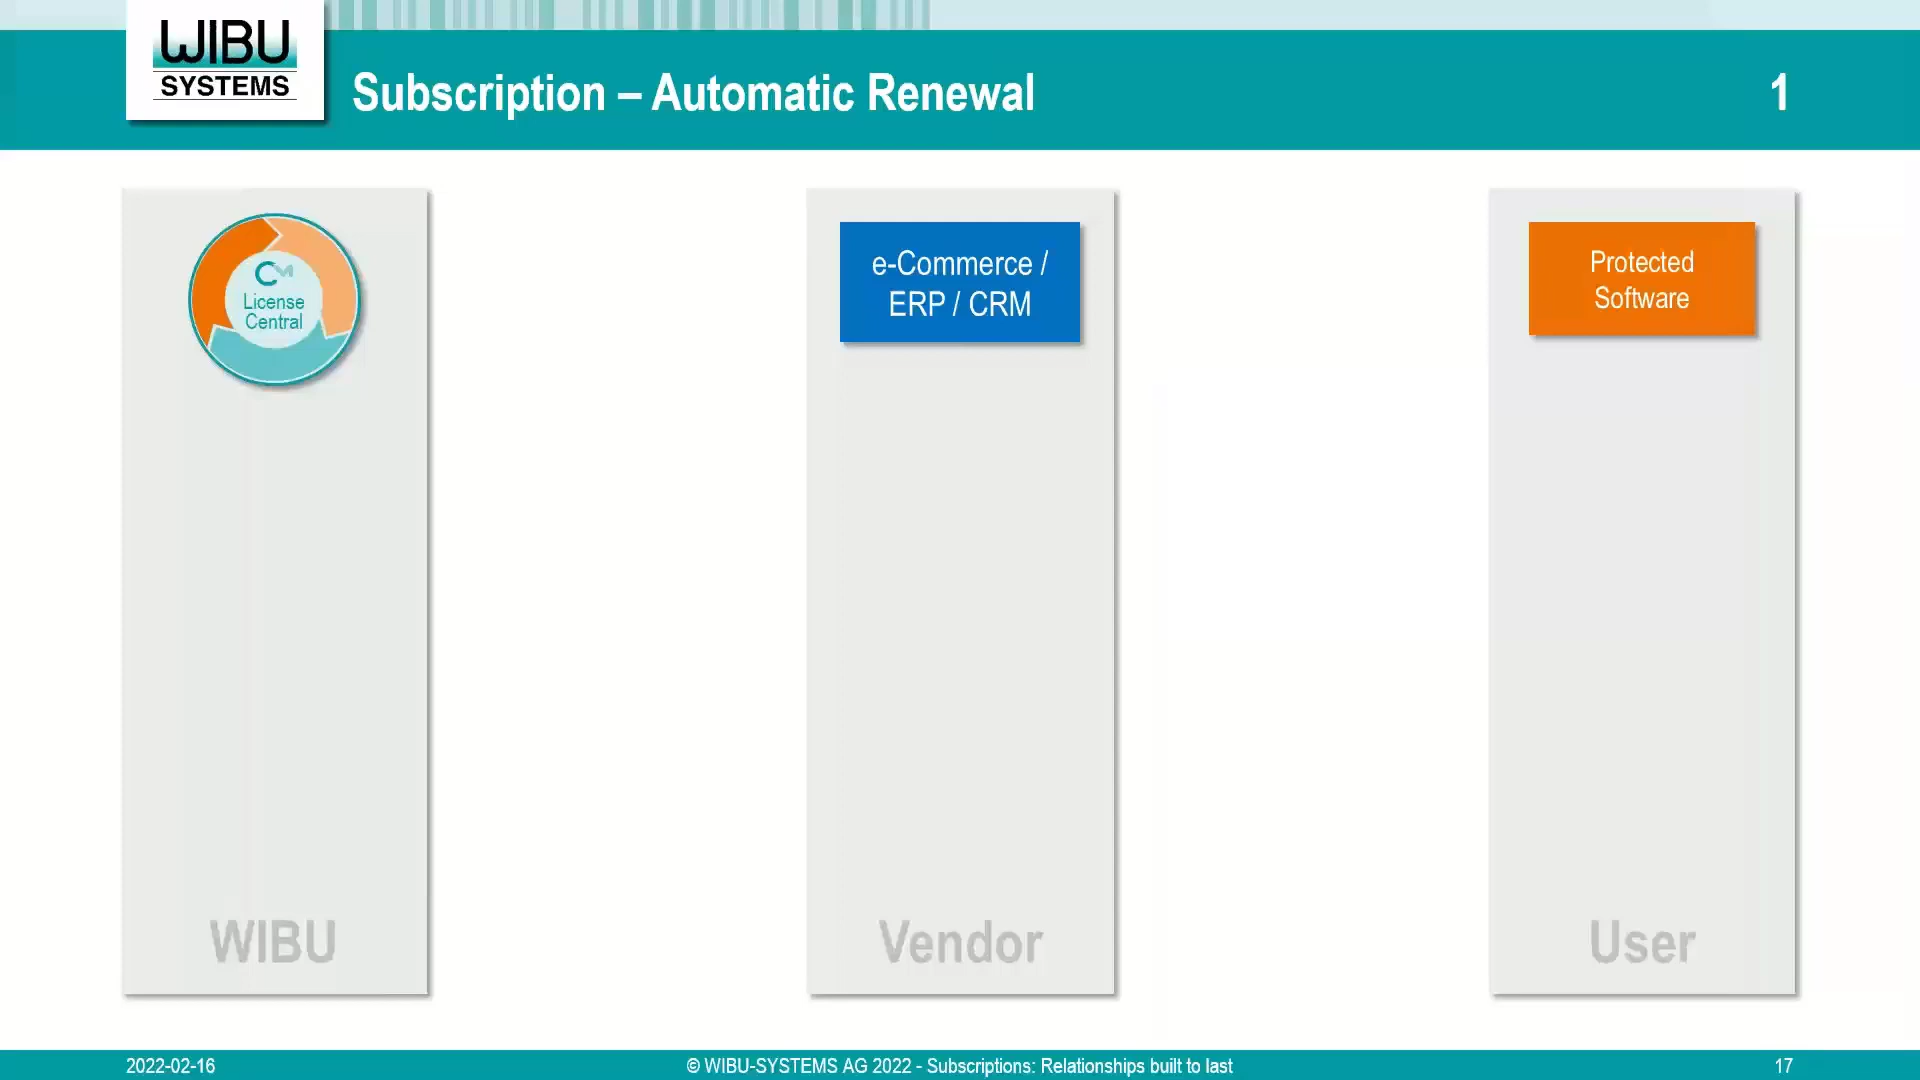 WIBU
SYSTEMS
Subscription – Automatic Renewal
1
CM
License
Central
e-Commerce /
ERP / CRM
Protected
Software
WIBU
Vendor
User
2022-02-16
© WIBU-SYSTEMS AG 2022 - Subscriptions: Relationships built to last
17